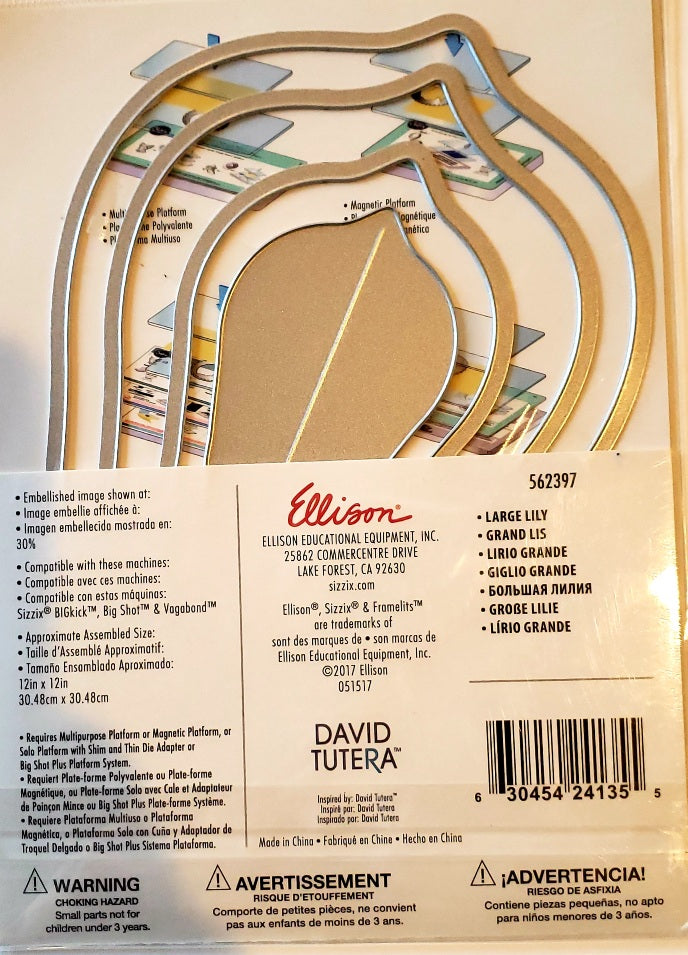 • Mult
se Platform
• Pla
me Polyvalente
• Pl
ma Multiuso
• Magnetic Platform
agnétique
nética
• Embellished image shown at:
• Image embellie affichée à:
• Imagen embellecida mostrada en:
30%
• Compatible with these machines:
• Compatible avec ces machines:
• Compatible con estas máquinas:
Sizzix® BIGkick™, Big Shot™ & Vagabond™
• Approximate Assembled Size:
• Taille d'Assemblé Approximatif:
• Tamaño Ensamblado Aproximado:
12in x 12in
30.48cm x 30.48cm
• Requires Multipurpose Platform or Magnetic Platform, or
Solo Platform with Shim and Thin Die Adapter or
Big Shot Plus Platform System.
• Requiert Plate-forme Polyvalente ou Plate-forme
Magnétique, ou Plate-forme Solo avec Cale et Adaptateur
de Poinçon Mince ou Big Shot Plus Plate-forme Système.
• Requiere Plataforma Multiuso o Plataforma
Magnética, o Plataforma Solo con Cuña y Adaptador de
Troquel Delgado o Big Shot Plus Sistema Plataforma.
Ellison®
ELLISON EDUCATIONAL EQUIPMENT, INC.
25862 COMMERCENTRE DRIVE
LAKE FOREST, CA 92630
sizzix.com
Ellison®, Sizzix® & Framelits™
are trademarks of
sont des marques de • son marcas de
Ellison Educational Equipment, Inc.
©2017 Ellison
051517
DAVID
TUTERA™
Inspired by: David Tutera™
Inspiré par: David Tutera
Inspirado por: David Tutera
Made in China • Fabriqué en Chine • Hecho en China
562397
• LARGE LILY
• GRAND LIS
• LIRIO GRANDE
• GIGLIO GRANDE
• БОЛЬШАЯ ЛИЛИЯ
• GROßE LILIE
• LÍRIO GRANDE
6 30454 24135 5
WARNING
CHOKING HAZARD
Small parts not for
children under 3 years.
AVERTISSEMENT
RISQUE D'ETOUFFEMENT
Comporte de petites pièces, ne convient
pas aux enfants de moins de 3 ans.
¡ADVERTENCIA!
RIESGO DE ASFIXIA
Contiene piezas pequeñas, no apto
para niños menores de 3 años.